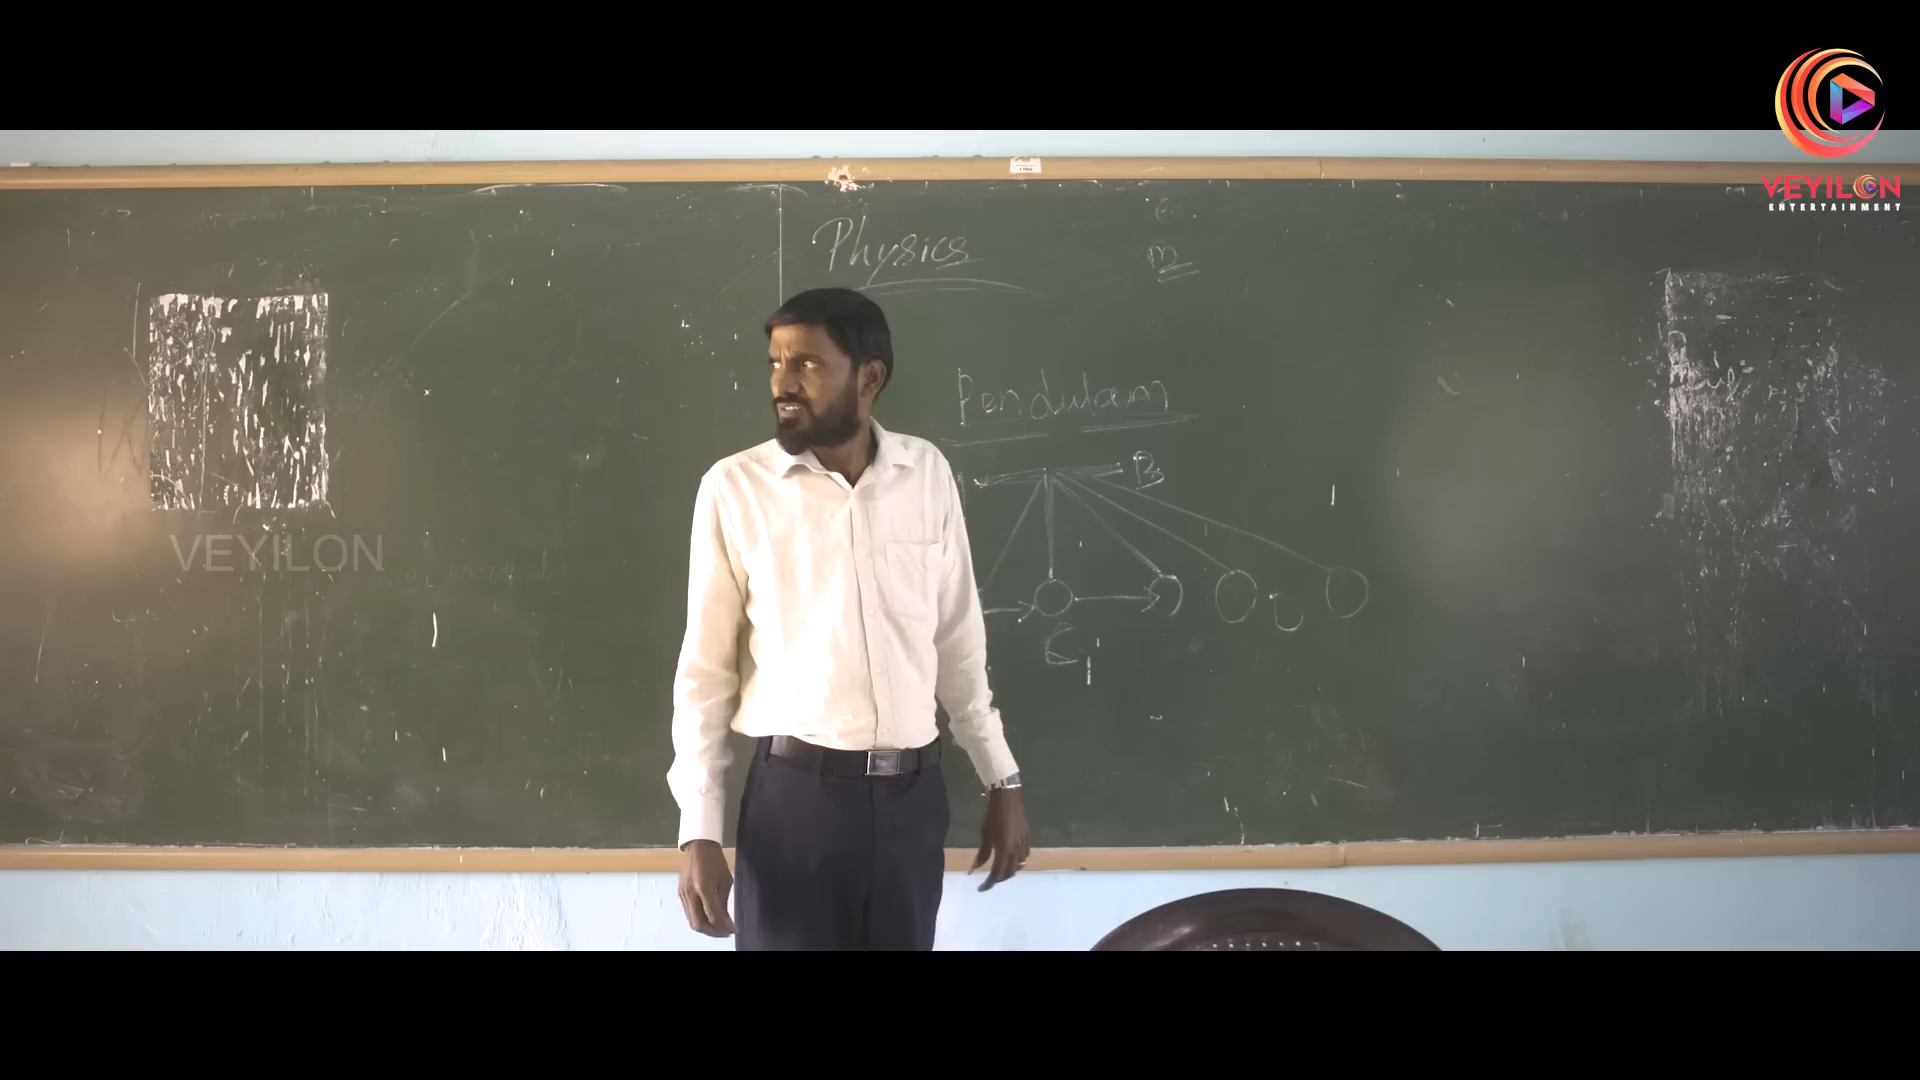 VEYILON
ENTERTAINMENT
Physics
Pendulam
B
VEYILON